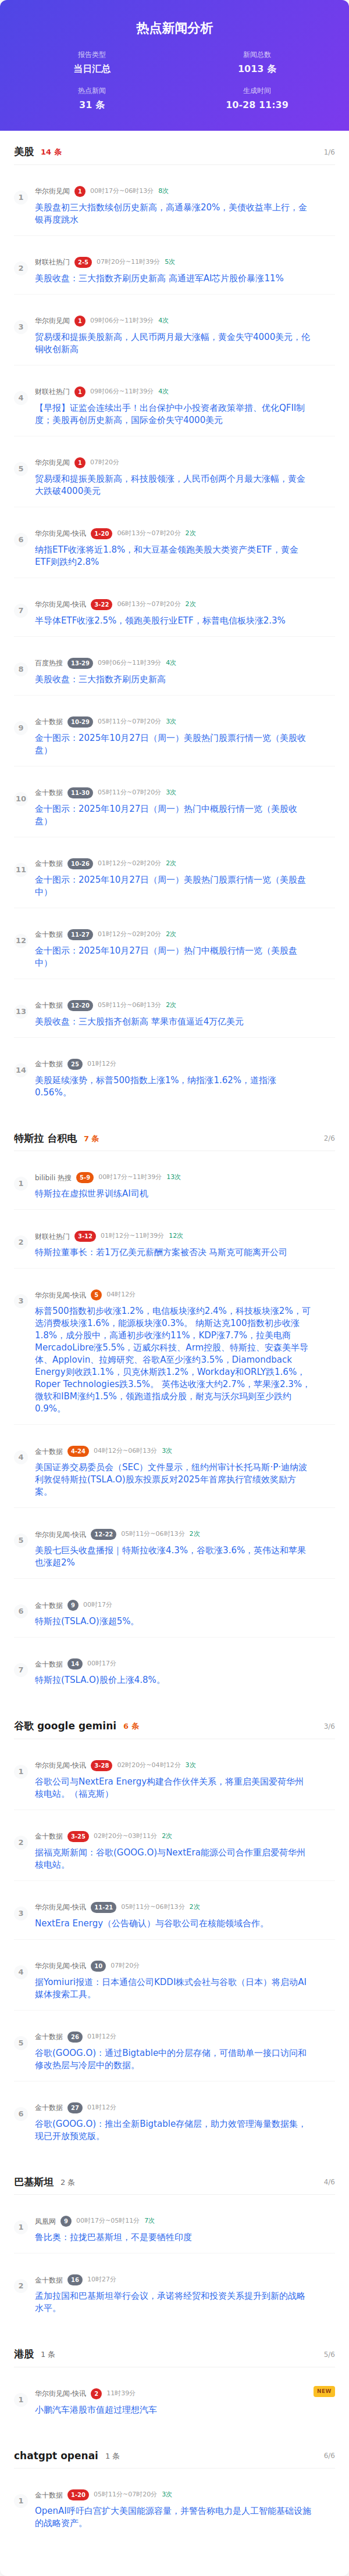 热点新闻分析
报告类型
新闻总数
当日汇总
1013 条
热点新闻
生成时间
31 条
10-28 11:39
美股 14 条 1/6
1
华尔街见闻 1 00时17分~06时13分 8次
美股盘初三大指数续创历史新高，高通暴涨20%，美债收益率上行，金
银再度跳水
2
财联社热门 2-5 07时20分~11时39分 5次
美股收盘：三大指数齐刷历史新高 高通进军AI芯片股价暴涨11%
3
华尔街见闻 1 09时06分~11时39分 4次
贸易缓和提振美股新高，人民币两月最大涨幅，黄金失守4000美元，伦
铜收创新高
4
财联社热门 1 09时06分~11时39分 4次
【早报】证监会连续出手！出台保护中小投资者政策举措、优化QFII制
度；美股再创历史新高，国际金价失守4000美元
5
华尔街见闻 1 07时20分
贸易缓和提振美股新高，科技股领涨，人民币创两个月最大涨幅，黄金
大跌破4000美元
6
华尔街见闻-快讯 1-20 06时13分~07时20分 2次
纳指ETF收涨将近1.8%，和大豆基金领跑美股大类资产类ETF，黄金
ETF则跌约2.8%
7
华尔街见闻-快讯 3-22 06时13分~07时20分 2次
半导体ETF收涨2.5%，领跑美股行业ETF，标普电信板块涨2.3%
8
百度热搜 13-29 09时06分~11时39分 4次
美股收盘：三大指数齐刷历史新高
9
金十数据 10-29 05时11分~07时20分 3次
金十图示：2025年10月27日（周一）美股热门股票行情一览（美股收
盘）
10
金十数据 11-30 05时11分~07时20分 3次
金十图示：2025年10月27日（周一）热门中概股行情一览（美股收
盘）
11
金十数据 10-26 01时12分~02时20分 2次
金十图示：2025年10月27日（周一）美股热门股票行情一览（美股盘
中）
12
金十数据 11-27 01时12分~02时20分 2次
金十图示：2025年10月27日（周一）热门中概股行情一览（美股盘
中）
13
金十数据 12-20 05时11分~06时13分 2次
美股收盘：三大股指齐创新高 苹果市值逼近4万亿美元
14
金十数据 25 01时12分
美股延续涨势，标普500指数上涨1%，纳指涨1.62%，道指涨
0.56%。
特斯拉 台积电 7 条 2/6
1
bilibili 热搜 5-9 00时17分~11时39分 13次
特斯拉在虚拟世界训练AI司机
2
财联社热门 3-12 01时12分~11时39分 12次
特斯拉董事长：若1万亿美元薪酬方案被否决 马斯克可能离开公司
3
华尔街见闻-快讯 5 04时12分
标普500指数初步收涨1.2%，电信板块涨约2.4%，科技板块涨2%，可
选消费板块涨1.6%，能源板块涨0.3%。 纳斯达克100指数初步收涨
1.8%，成分股中，高通初步收涨约11%，KDP涨7.7%，拉美电商
MercadoLibre涨5.5%，迈威尔科技、Arm控股、特斯拉、安森美半导
体、Applovin、拉姆研究、谷歌A至少涨约3.5%，Diamondback
Energy则收跌1.1%，贝克休斯跌1.2%，Workday和ORLY跌1.6%，
Roper Technologies跌3.5%。 英伟达收涨大约2.7%，苹果涨2.3%，
微软和IBM涨约1.5%，领跑道指成分股，耐克与沃尔玛则至少跌约
0.9%。
4
金十数据 4-24 04时12分~06时13分 3次
美国证券交易委员会（SEC）文件显示，纽约州审计长托马斯·P·迪纳波
利敦促特斯拉(TSLA.O)股东投票反对2025年首席执行官绩效奖励方
案。
5
华尔街见闻-快讯 12-22 05时11分~06时13分 2次
美股七巨头收盘播报｜特斯拉收涨4.3%，谷歌涨3.6%，英伟达和苹果
也涨超2%
6
金十数据 9 00时17分
特斯拉(TSLA.O)涨超5%。
7
金十数据 14 00时17分
特斯拉(TSLA.O)股价上涨4.8%。
谷歌 google gemini 6 条 3/6
1
华尔街见闻-快讯 3-28 02时20分~04时12分 3次
谷歌公司与NextEra Energy构建合作伙伴关系，将重启美国爱荷华州
核电站。（福克斯）
2
金十数据 3-25 02时20分~03时11分 2次
据福克斯新闻：谷歌(GOOG.O)与NextEra能源公司合作重启爱荷华州
核电站。
3
华尔街见闻-快讯 11-21 05时11分~06时13分 2次
NextEra Energy（公告确认）与谷歌公司在核能领域合作。
4
华尔街见闻-快讯 10 07时20分
据Yomiuri报道：日本通信公司KDDI株式会社与谷歌（日本）将启动AI
媒体搜索工具。
5
金十数据 26 01时12分
谷歌(GOOG.O)：通过Bigtable中的分层存储，可借助单一接口访问和
修改热层与冷层中的数据。
6
金十数据 27 01时12分
谷歌(GOOG.O)：推出全新Bigtable存储层，助力效管理海量数据集，
现已开放预览版。
巴基斯坦 2 条 4/6
1
凤凰网 9 00时17分~05时11分 7次
鲁比奥：拉拢巴基斯坦，不是要牺牲印度
2
金十数据 16 10时27分
孟加拉国和巴基斯坦举行会议，承诺将经贸和投资关系提升到新的战略
水平。
港股 1 条 5/6
1
华尔街见闻-快讯 2 11时39分
NEW
小鹏汽车港股市值超过理想汽车
chatgpt openai 1 条 6/6
1
金十数据 1-20 05时11分~07时20分 3次
OpenAI呼吁白宫扩大美国能源容量，并警告称电力是人工智能基础设施
的战略资产。